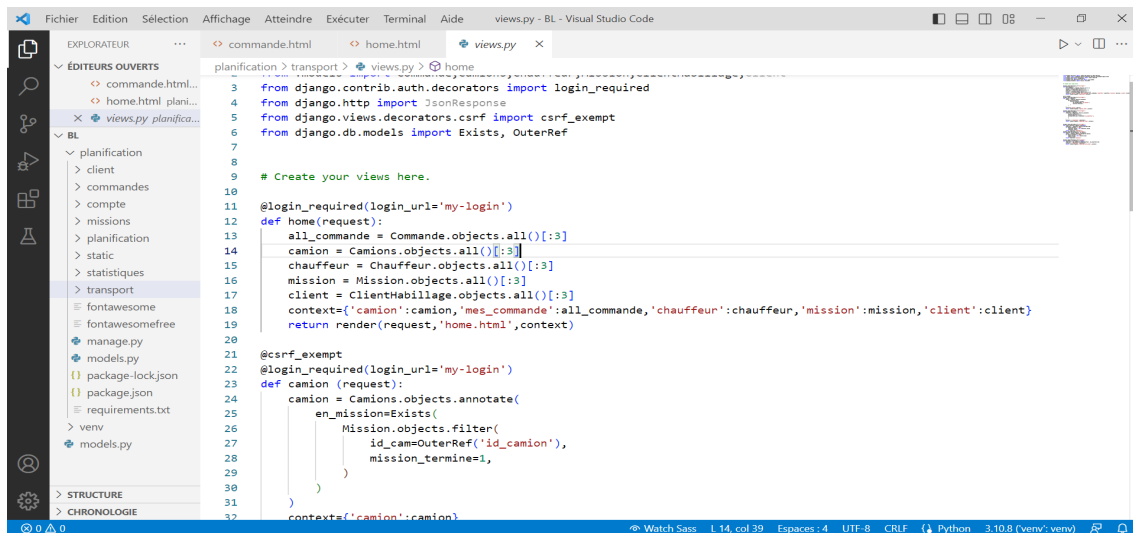 Fichier Edition Sélection Affichage Atteindre Exécuter Terminal Aide views.py - BL - Visual Studio Code
EXPLORATEUR ...
ÉDITEURS OUVERTS
<> commande.html...
<> home.html plani...
views.py planifica...
BL
planification
> client
> commandes
> compte
> missions
> planification
> static
> statistiques
> transport
fontawesome
fontawesomefree
manage.py
models.py
{} package-lock.json
{} package.json
requirements.txt
> venv
models.py
> STRUCTURE
> CHRONOLOGIE
<> commande.html <> home.html views.py
planification > transport > views.py > home
3 from django.contrib.auth.decorators import login_required
4 from django.http import JsonResponse
5 from django.views.decorators.csrf import csrf_exempt
6 from django.db.models import Exists, OuterRef
7
8
9 # Create your views here.
10
11 @login_required(login_url='my-login')
12 def home(request):
13 all_commande = Commande.objects.all()[:3]
14 camion = Camions.objects.all()[:3]
15 chauffeur = Chauffeur.objects.all()[:3]
16 mission = Mission.objects.all()[:3]
17 client = ClientHabillage.objects.all()[:3]
18 context={'camion':camion,'mes_commande':all_commande,'chauffeur':chauffeur,'mission':mission,'client':client}
19 return render(request,'home.html',context)
20
21 @csrf_exempt
22 @login_required(login_url='my-login')
23 def camion (request):
24 camion = Camions.objects.annotate(
25 en_mission=Exists(
26 Mission.objects.filter(
27 id_cam=OuterRef('id_camion'),
28 mission_termine=1,
29 )
30 )
31 )
32 context={'camion':camion}
0 0 Watch Sass L 14, col 39 Espaces : 4 UTF-8 CRLF Python 3.10.8 ('venv': venv)